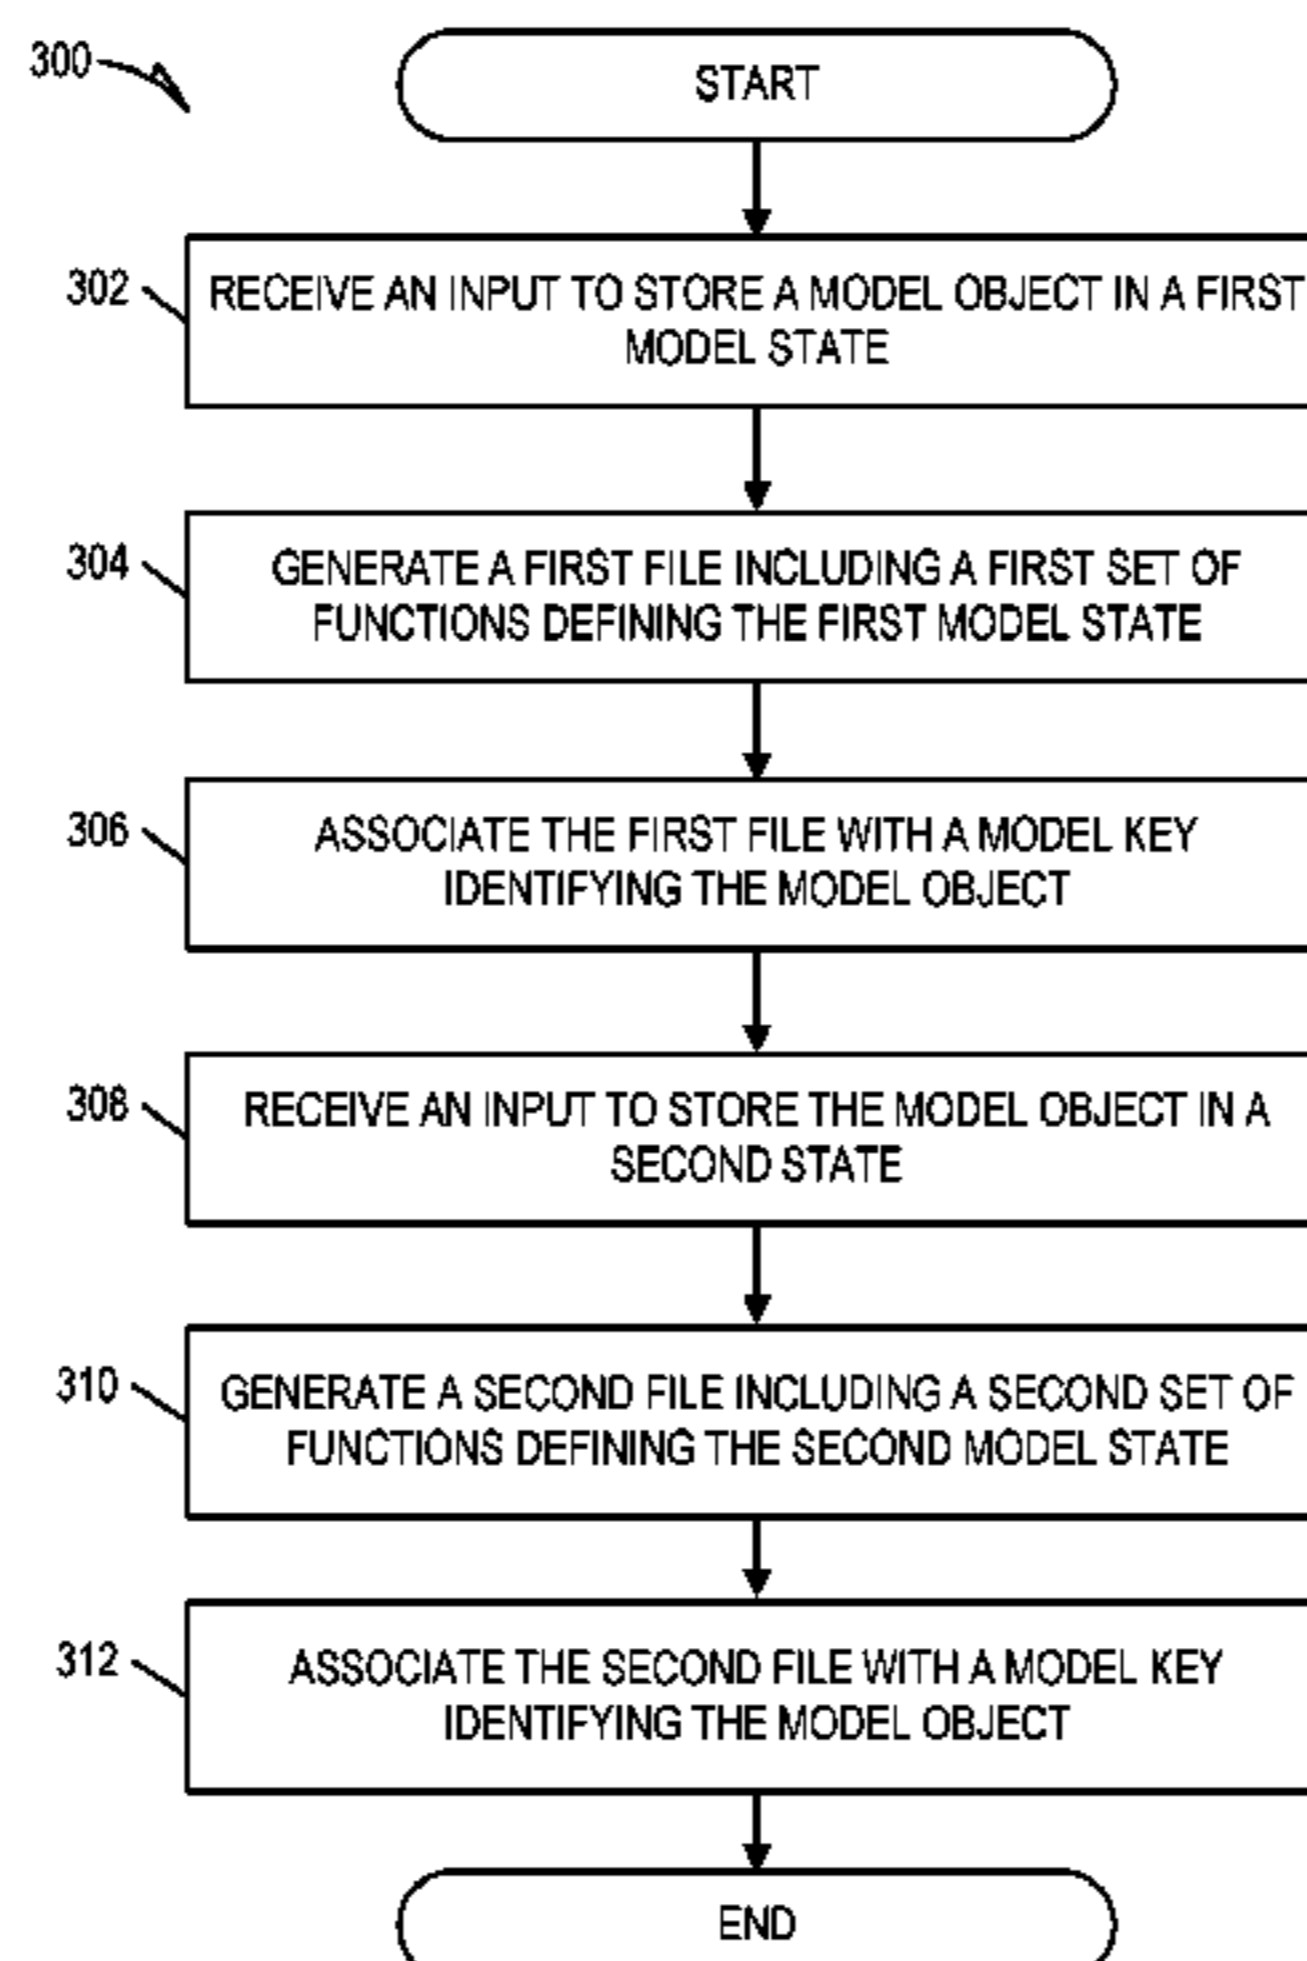 300
START
302
RECEIVE AN INPUT TO STORE A MODEL OBJECT IN A FIRST
MODEL STATE
304
GENERATE A FIRST FILE INCLUDING A FIRST SET OF
FUNCTIONS DEFINING THE FIRST MODEL STATE
306
ASSOCIATE THE FIRST FILE WITH A MODEL KEY
IDENTIFYING THE MODEL OBJECT
308
RECEIVE AN INPUT TO STORE THE MODEL OBJECT IN A
SECOND STATE
310
GENERATE A SECOND FILE INCLUDING A SECOND SET OF
FUNCTIONS DEFINING THE SECOND MODEL STATE
312
ASSOCIATE THE SECOND FILE WITH A MODEL KEY
IDENTIFYING THE MODEL OBJECT
END